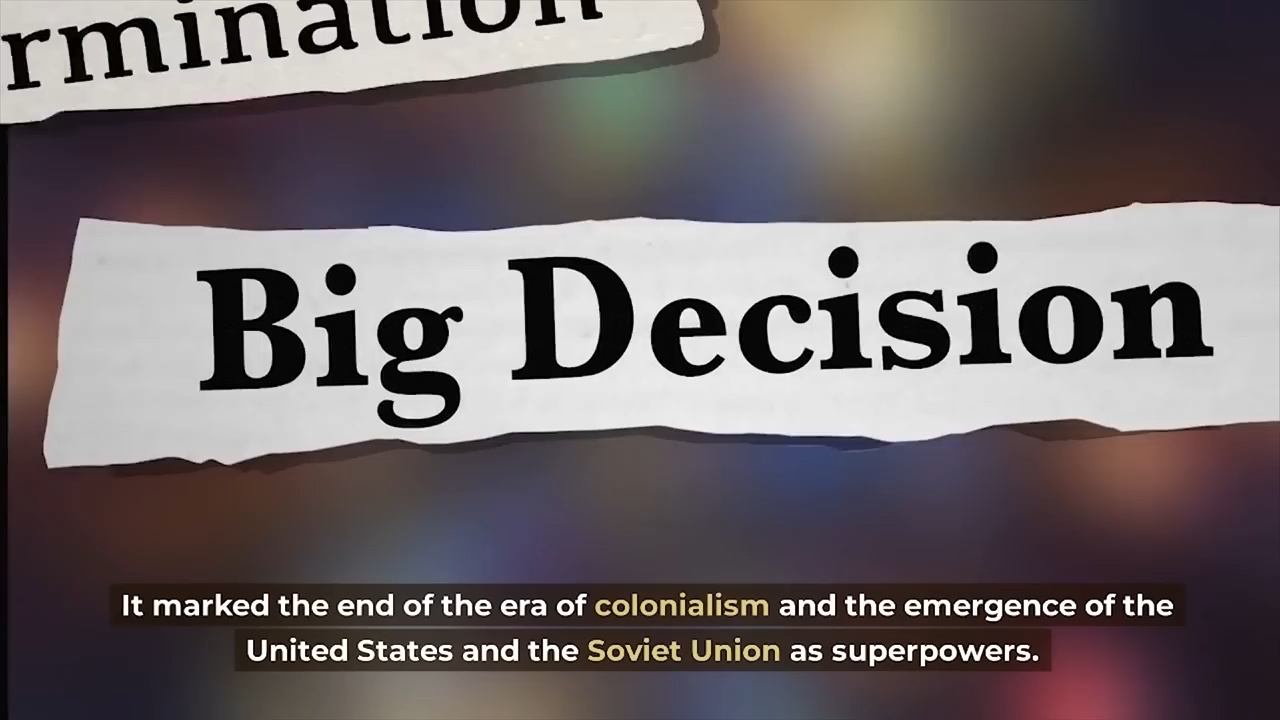 rmination
Big Decision
It marked the end of the era of colonialism and the emergence of the
United States and the Soviet Union as superpowers.